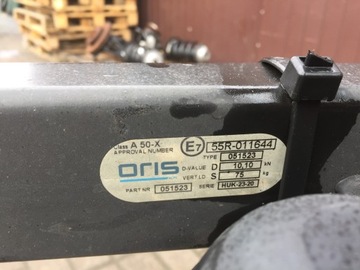 Class A 50-X
APPROVAL NUMBER E7 55R-011644
TYPE 051523
ORIS D-VALUE D 10,10 kN
VERT.LD S 75 kg
PART NR 051523 SERIE HUK-23-20